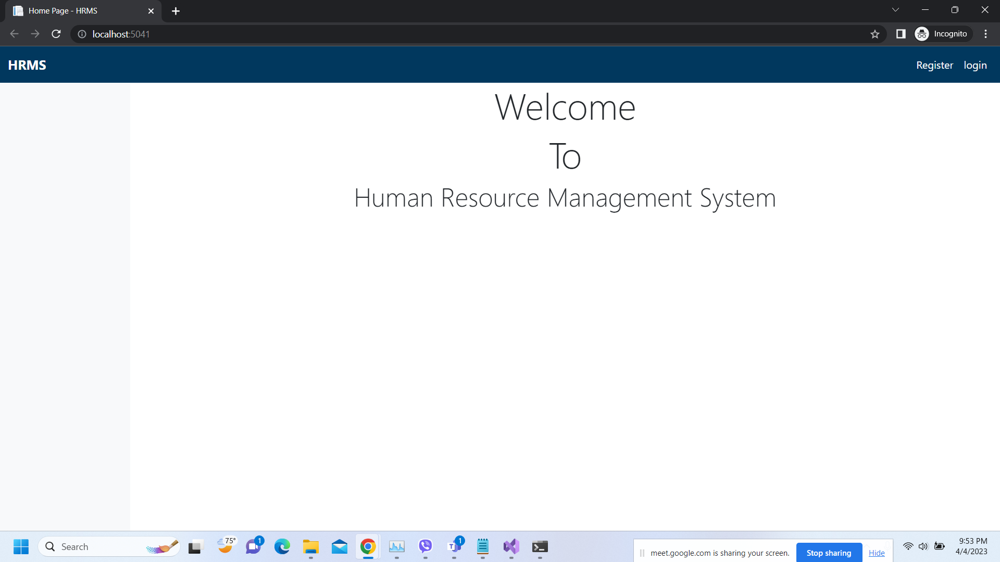 Home Page - HRMS
localhost:5041
Incognito
HRMS
Register login
Welcome
To
Human Resource Management System
Search
75°
1
1
meet.google.com is sharing your screen. Stop sharing Hide
9:53 PM
4/4/2023